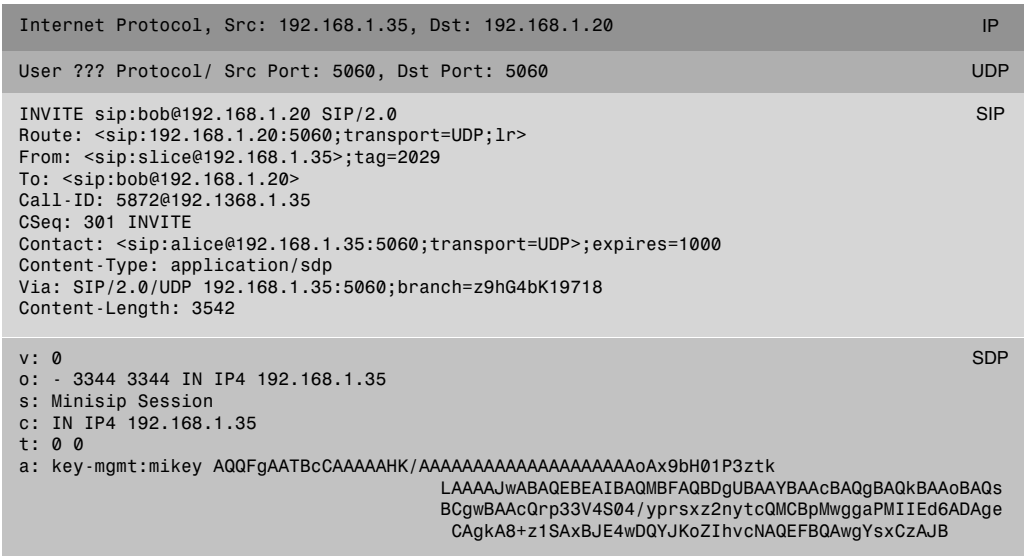 Internet Protocol, Src: 192.168.1.35, Dst: 192.168.1.20 IP
User ??? Protocol/ Src Port: 5060, Dst Port: 5060 UDP
INVITE sip:bob@192.168.1.20 SIP/2.0 SIP
Route: <sip:192.168.1.20:5060;transport=UDP;lr>
From: <sip:slice@192.168.1.35>;tag=2029
To: <sip:bob@192.168.1.20>
Call-ID: 5872@192.1368.1.35
CSeq: 301 INVITE
Contact: <sip:alice@192.168.1.35:5060;transport=UDP>;expires=1000
Content-Type: application/sdp
Via: SIP/2.0/UDP 192.168.1.35:5060;branch=z9hG4bK19718
Content-Length: 3542
v: 0 SDP
o: - 3344 3344 IN IP4 192.168.1.35
s: Minisip Session
c: IN IP4 192.168.1.35
t: 0 0
a: key-mgmt:mikey AQQFgAATBcCAAAAAHK/AAAAAAAAAAAAAAAAAAAAoAx9bH01P3ztk
LAAAAJwABAQEBEAIBAQMBFAQBDgUBAAYBAAcBAQgBAQkBAAoBAQs
BCgwBAAcQrp33V4S04/yprsxz2nytcQMCBpMwggaPMIIEd6ADAge
CAgkA8+z1SAxBJE4wDQYJKoZIhvcNAQEFBQAwgYsxCzAJB